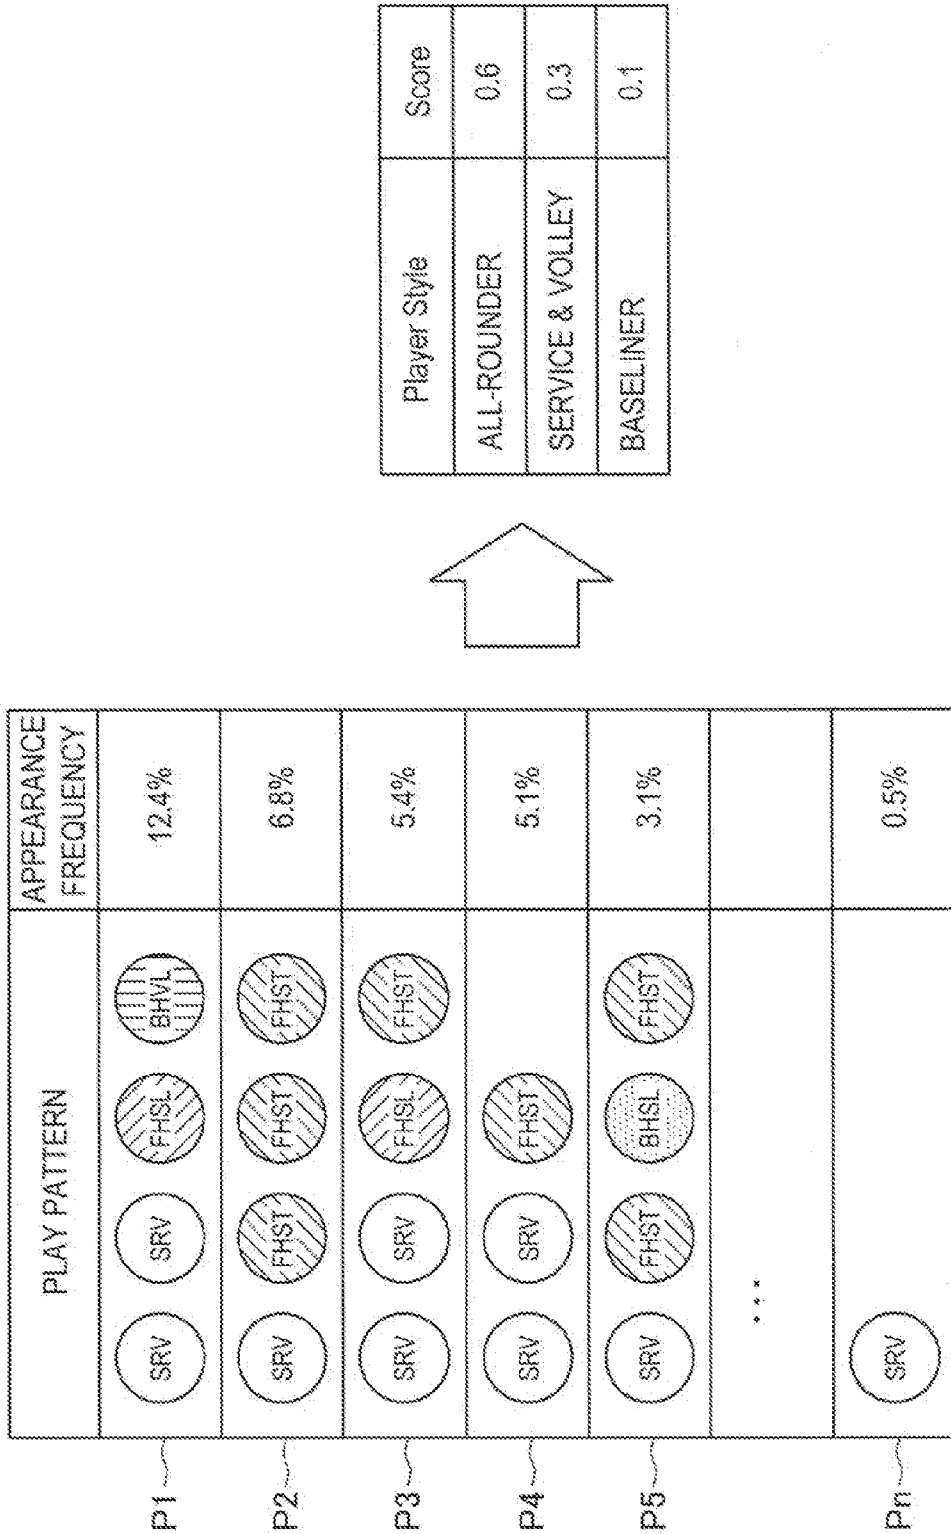 PLAY PATTERN
APPEARANCE
FREQUENCY
P1 SRV SRV FHSL BHVL 12.4%
P2 SRV FHST FHST FHST 6.8%
P3 SRV SRV FHSL FHST 5.4%
P4 SRV SRV FHST 5.1%
P5 SRV FHST BHSL FHST 3.1%
...
Pn SRV 0.5%
Player Style Score
ALL-ROUNDER 0.6
SERVICE & VOLLEY 0.3
BASELINER 0.1